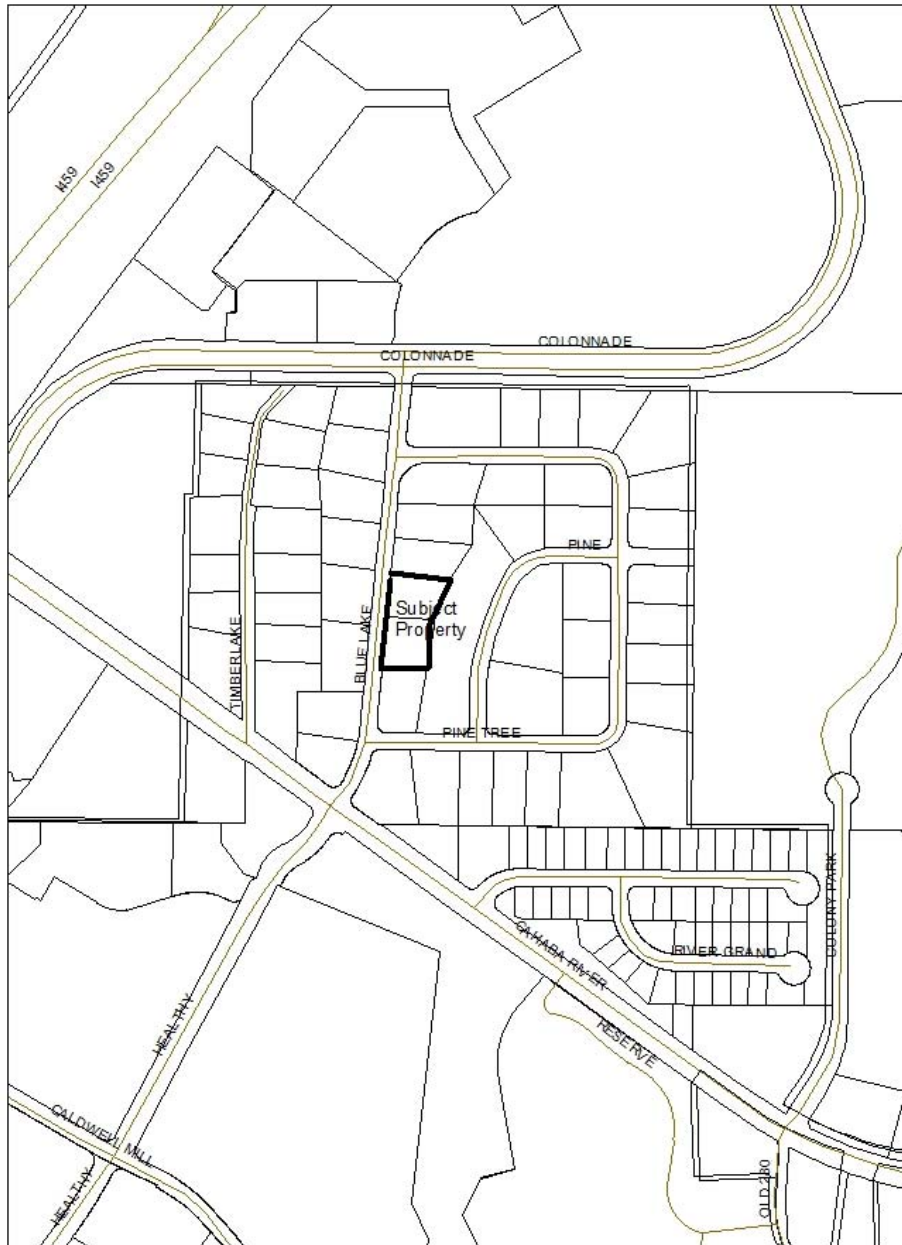 I459
I459
COLONNADE
COLONNADE
PINE
Subject
Property
BLUE LAKE
TIMBERLAKE
PINE TREE
COLONY PARK
CAHABA RIVER
RIVER GRAND
HEALTHY
RESERVE
CALDWELL MILL
HEALTHY
OLD 280